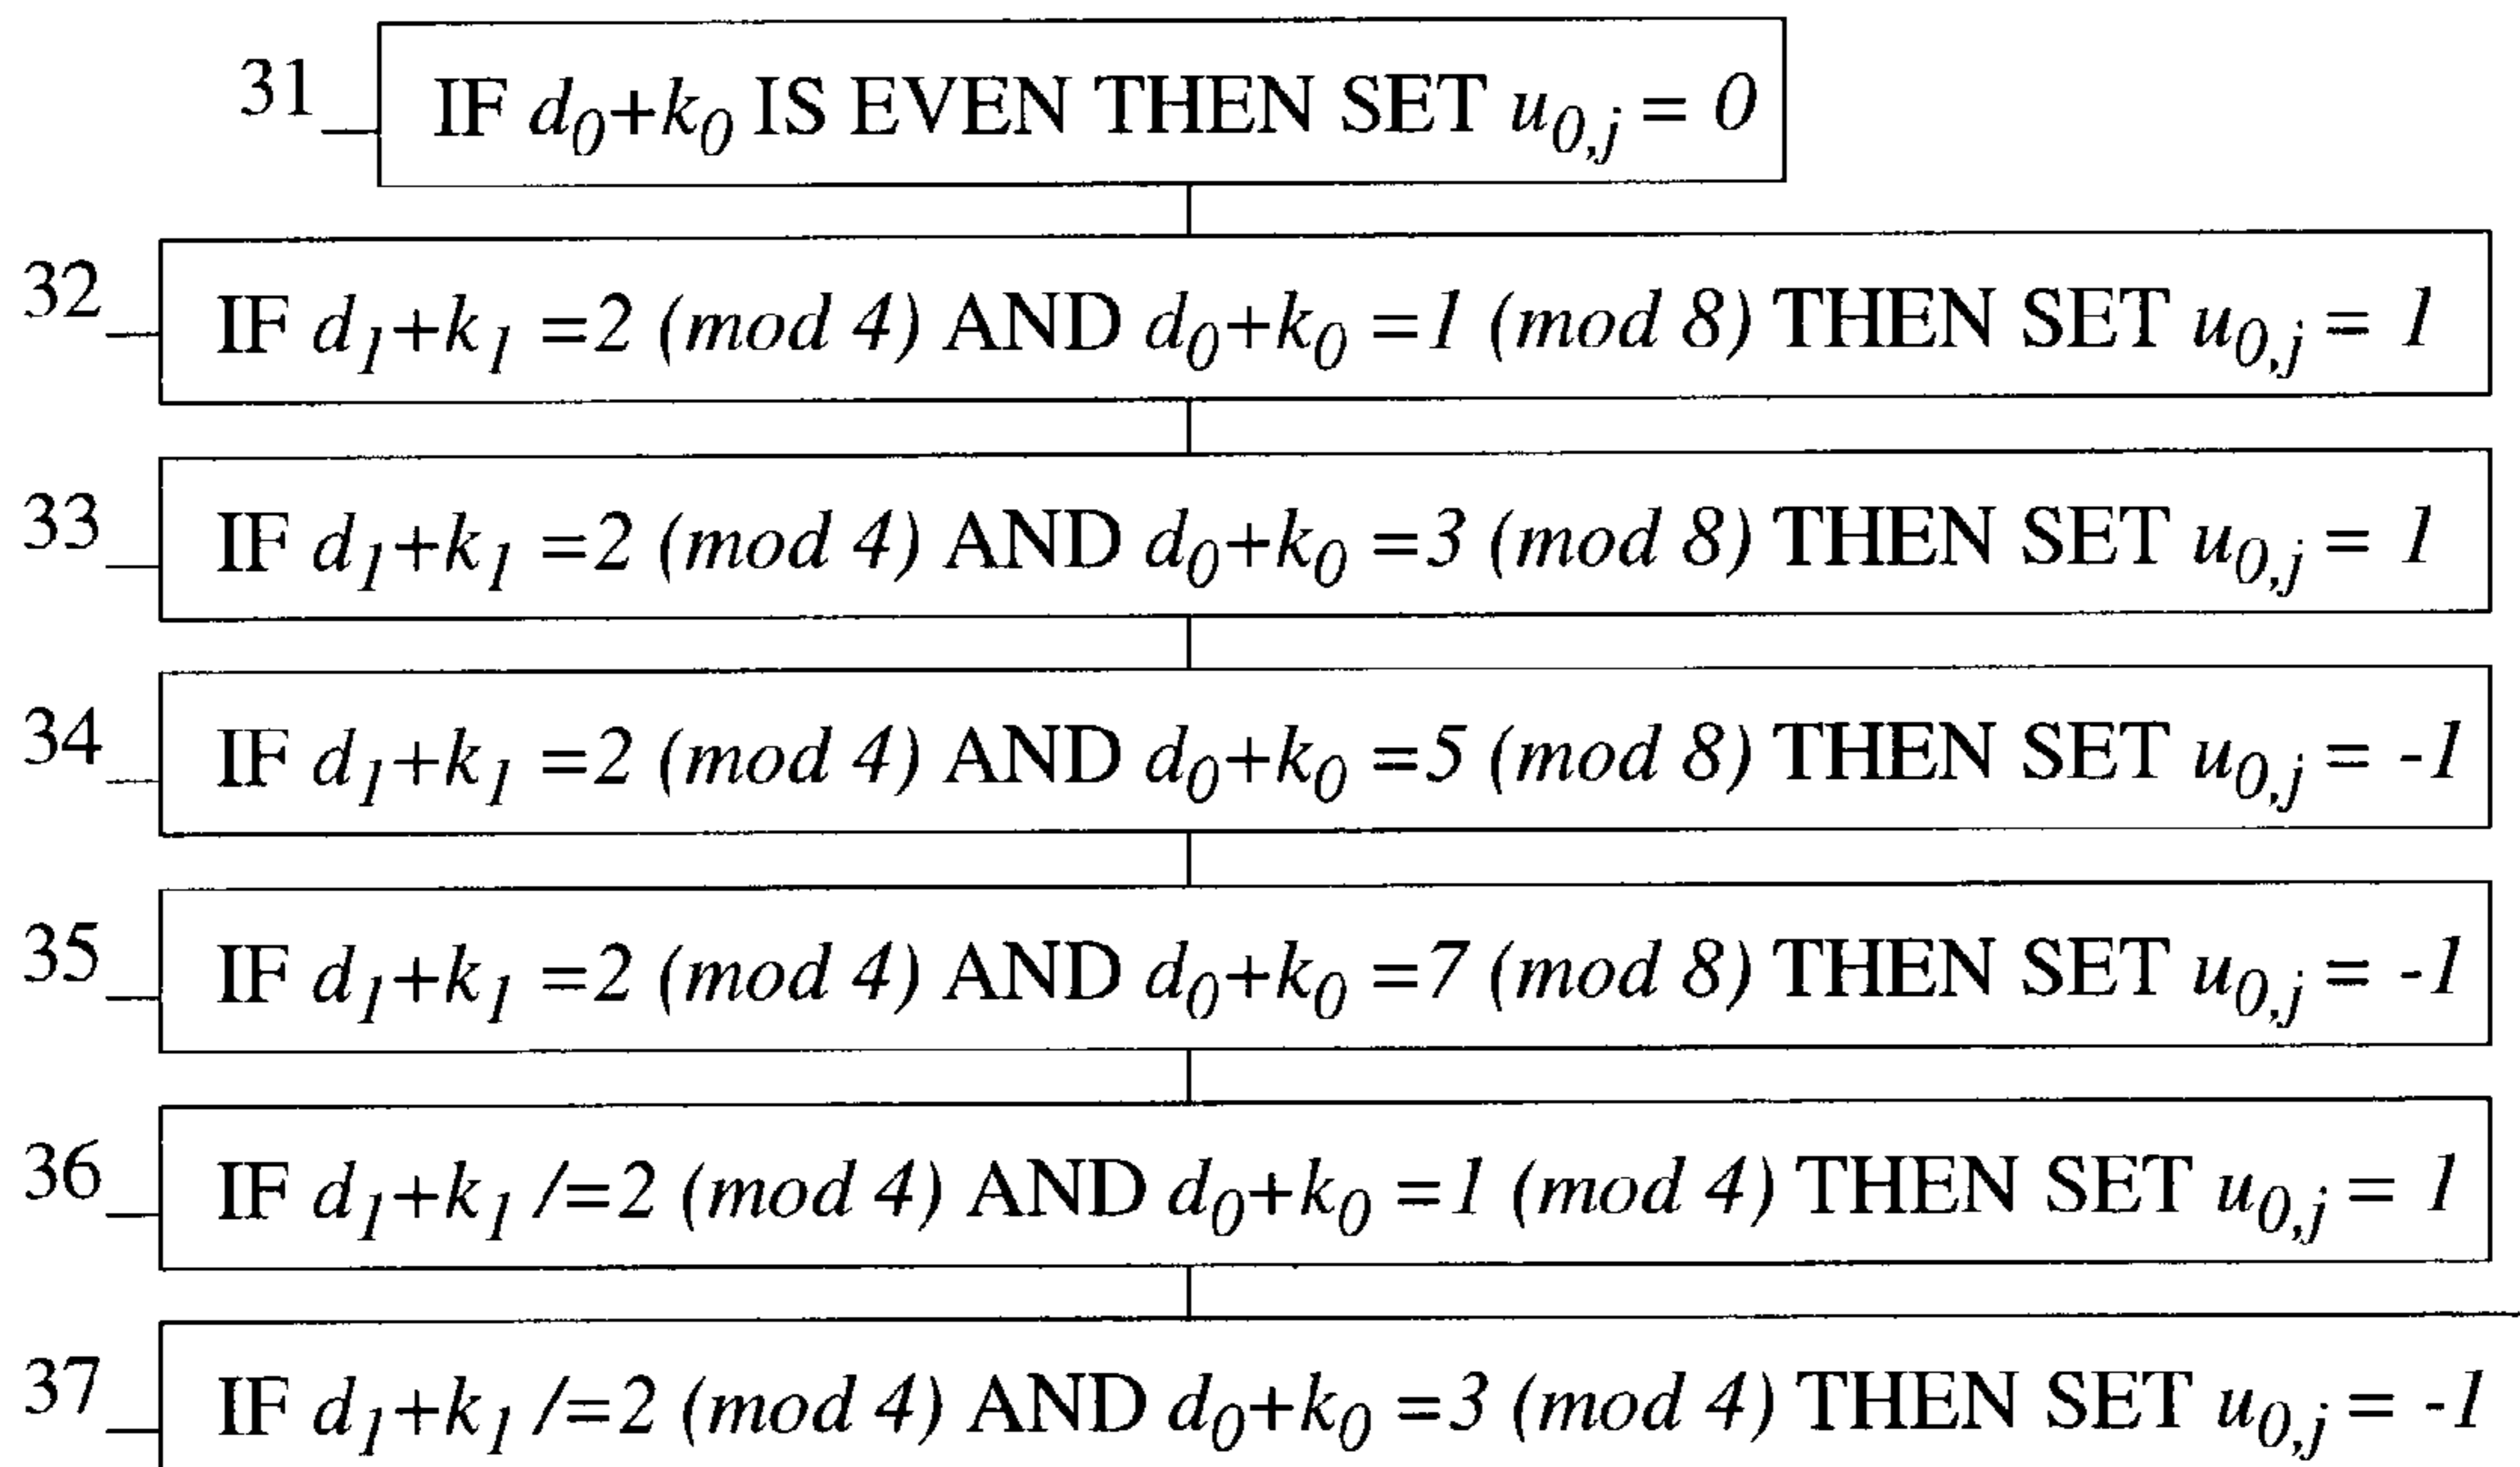 31 IF d₀+k₀ IS EVEN THEN SET u₀,ⱼ = 0
32 IF d₁+k₁ =2 (mod 4) AND d₀+k₀ =1 (mod 8) THEN SET u₀,ⱼ = 1
33 IF d₁+k₁ =2 (mod 4) AND d₀+k₀ =3 (mod 8) THEN SET u₀,ⱼ = 1
34 IF d₁+k₁ =2 (mod 4) AND d₀+k₀ =5 (mod 8) THEN SET u₀,ⱼ = -1
35 IF d₁+k₁ =2 (mod 4) AND d₀+k₀ =7 (mod 8) THEN SET u₀,ⱼ = -1
36 IF d₁+k₁ /=2 (mod 4) AND d₀+k₀ =1 (mod 4) THEN SET u₀,ⱼ = 1
37 IF d₁+k₁ /=2 (mod 4) AND d₀+k₀ =3 (mod 4) THEN SET u₀,ⱼ = -1